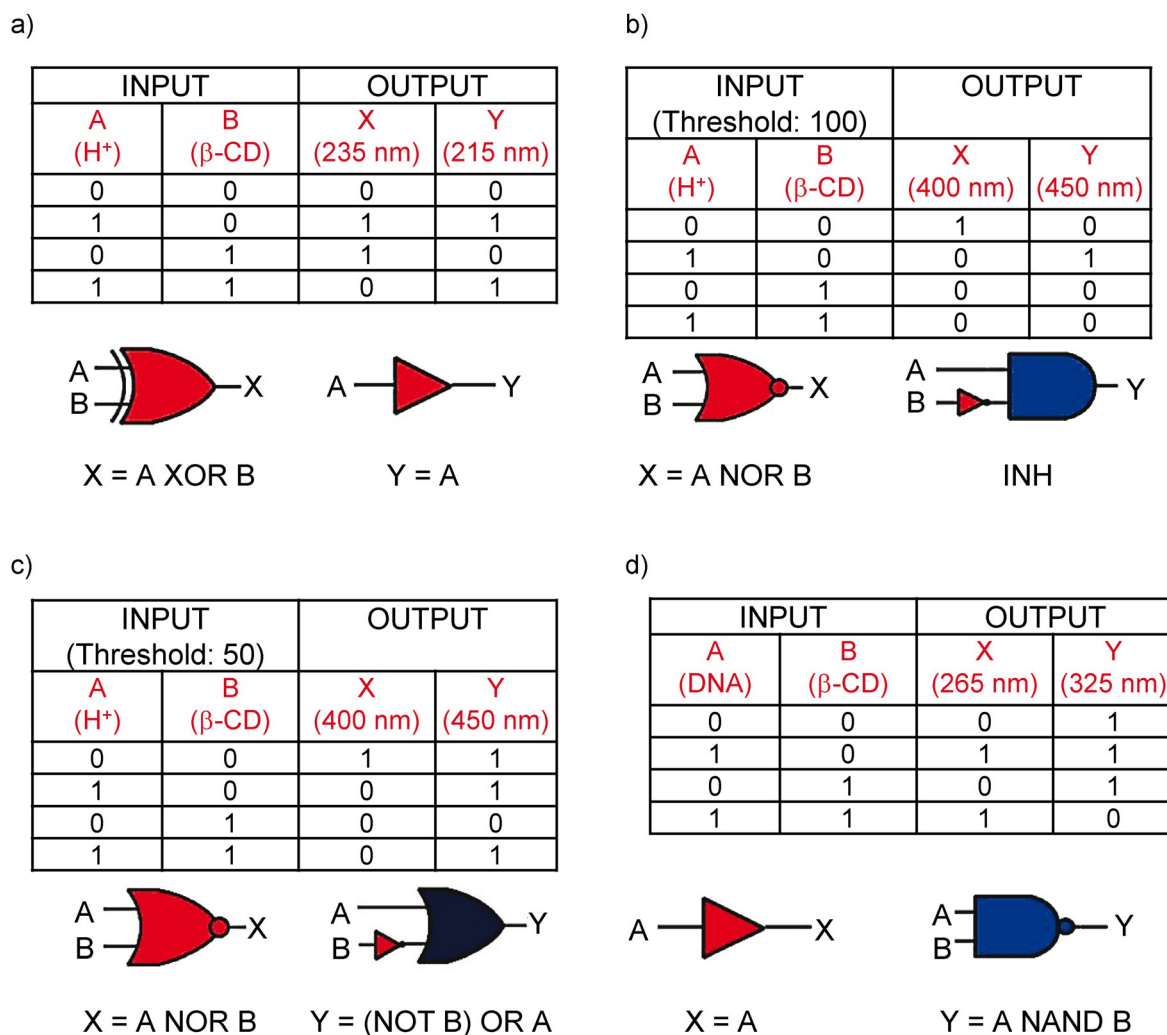 a)
INPUT OUTPUT
A B X Y
(H⁺) (β-CD) (235 nm) (215 nm)
0 0 0 0
1 0 1 1
0 1 1 0
1 1 0 1
A B X
A Y
X = A XOR B Y = A
b)
INPUT OUTPUT
(Threshold: 100)
A B X Y
(H⁺) (β-CD) (400 nm) (450 nm)
0 0 1 0
1 0 0 1
0 1 0 0
1 1 0 0
A B X
A B Y
X = A NOR B INH
c)
INPUT OUTPUT
(Threshold: 50)
A B X Y
(H⁺) (β-CD) (400 nm) (450 nm)
0 0 1 1
1 0 0 1
0 1 0 0
1 1 0 1
A B X
A B Y
X = A NOR B Y = (NOT B) OR A
d)
INPUT OUTPUT
A B X Y
(DNA) (β-CD) (265 nm) (325 nm)
0 0 0 1
1 0 1 1
0 1 0 1
1 1 1 0
A X
A B Y
X = A Y = A NAND B